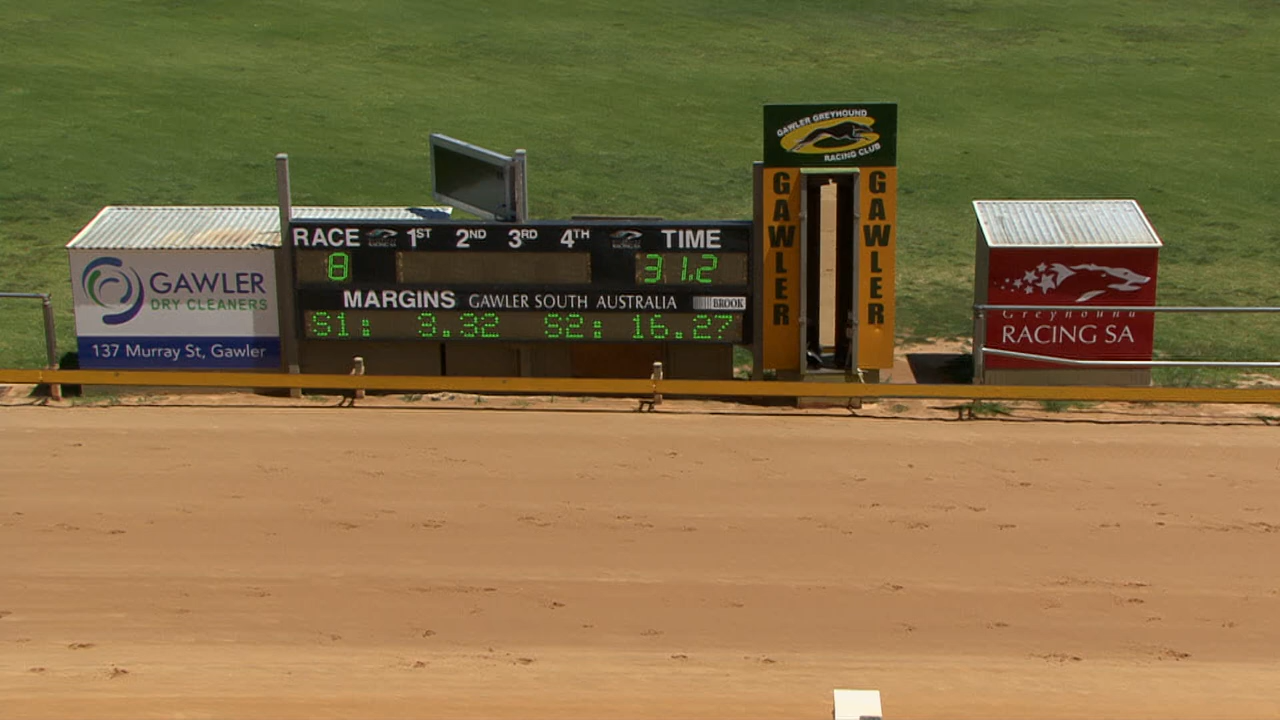 GAWLER GREYHOUND
RACING CLUB
GAWLER
GAWLER
RACE 1ST 2ND 3RD 4TH TIME
8 31.2
MARGINS GAWLER SOUTH AUSTRALIA BROOK
S1: 3.32 S2: 16.27
GAWLER
DRY CLEANERS
137 Murray St, Gawler
Greyhound
RACING SA